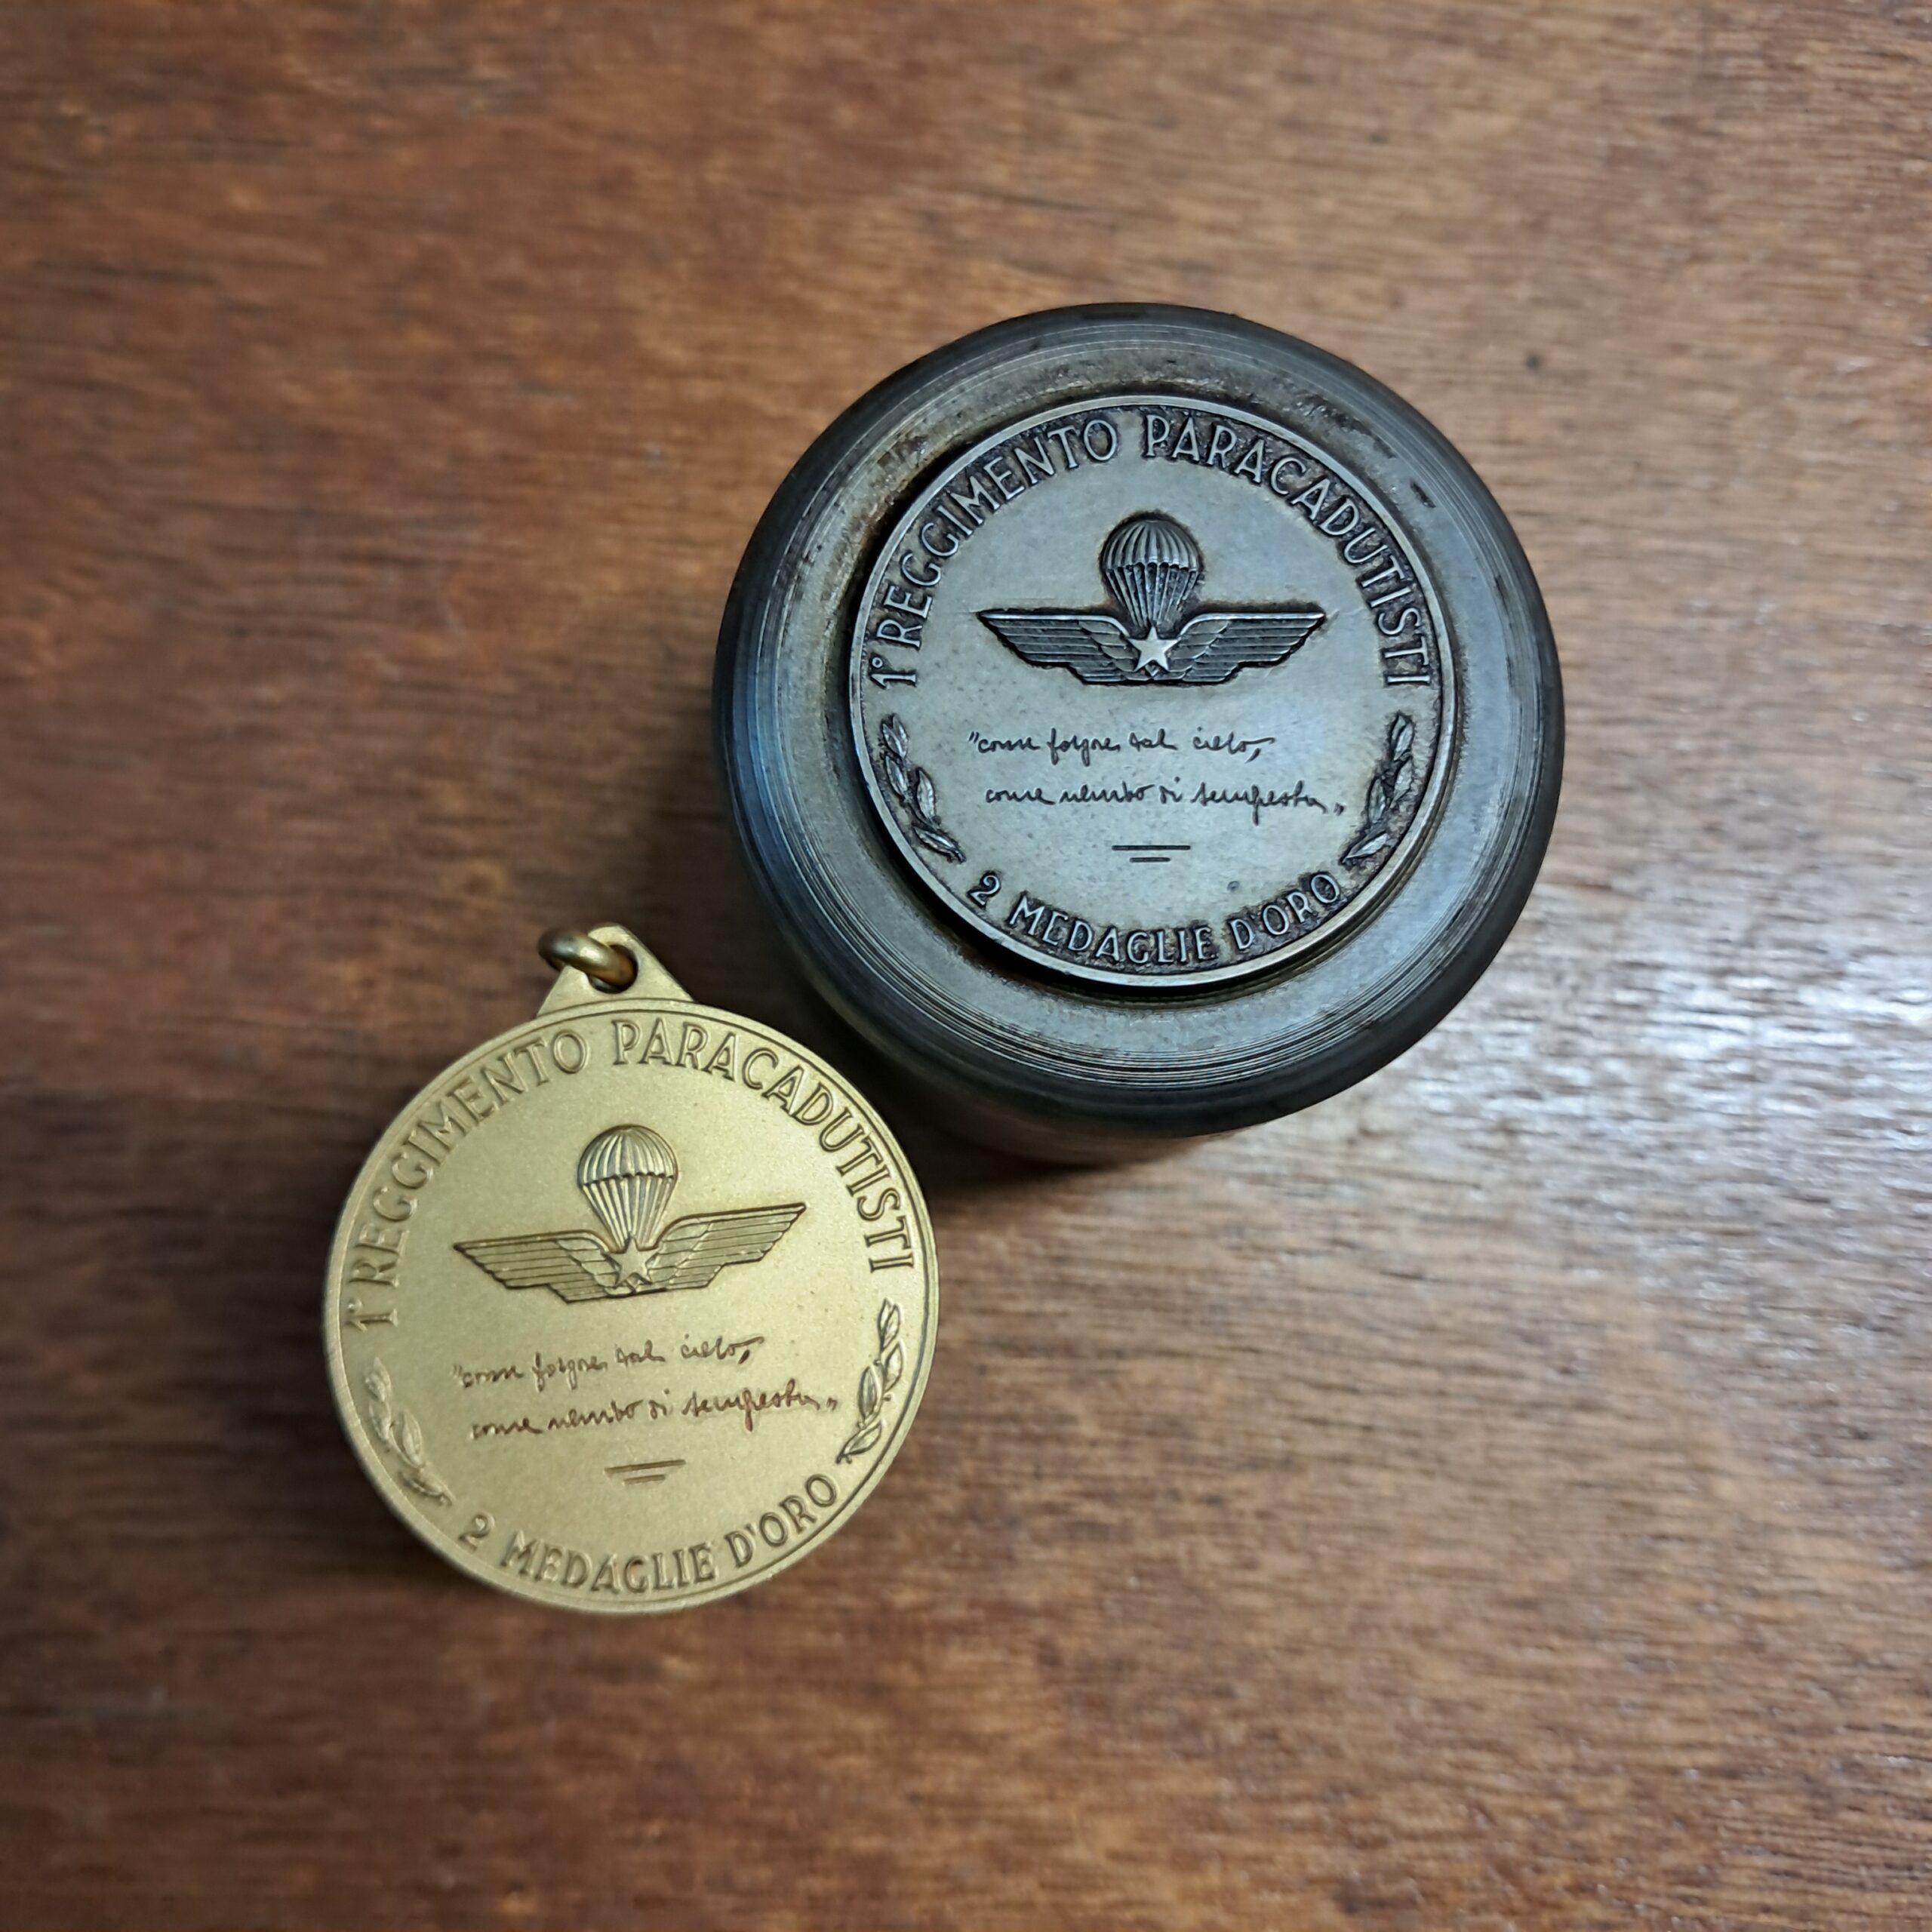 1° REGGIMENTO PARACADUTISTI
"come folgore dal cielo,
come nembo di tempesta„
2 MEDAGLIE D'ORO
1° REGGIMENTO PARACADUTISTI
"come folgore dal cielo,
come nembo di tempesta„
2 MEDAGLIE D'ORO